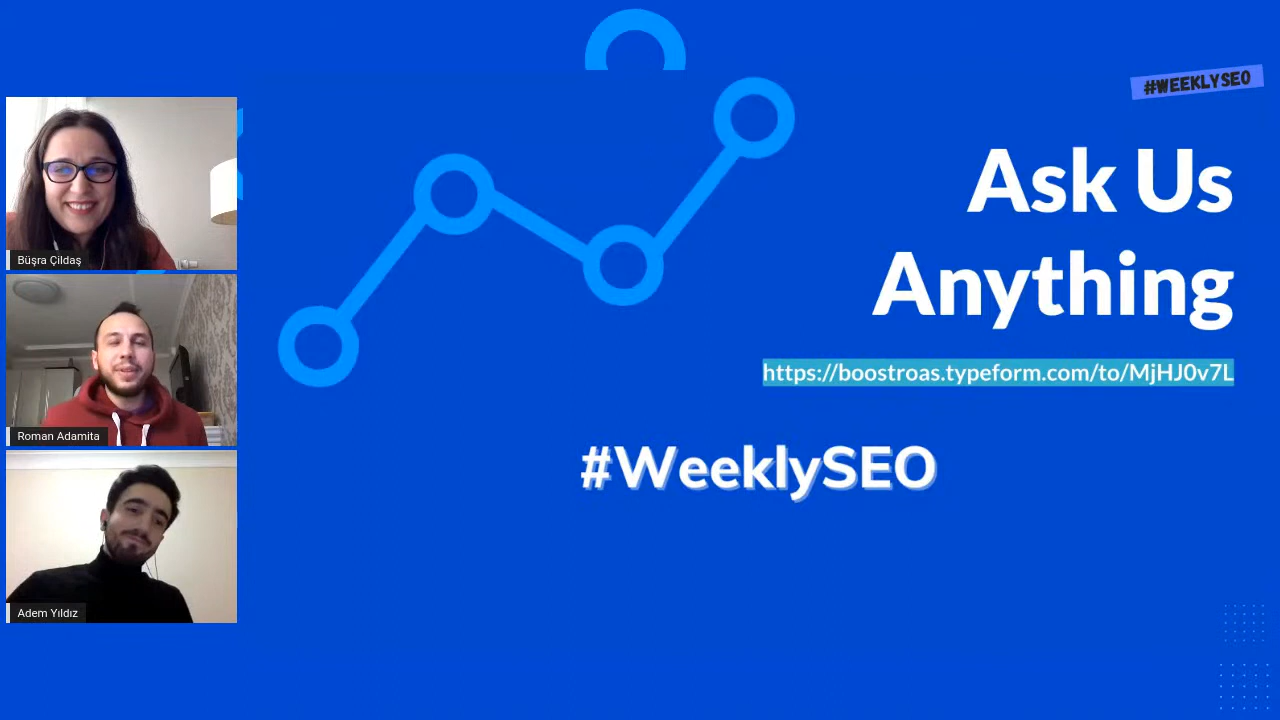 #WEEKLYSEO
Büşra Çildaş
Roman Adamita
Adem Yıldız
Ask Us
Anything
https://boostroas.typeform.com/to/MjHJ0v7L
#WeeklySEO